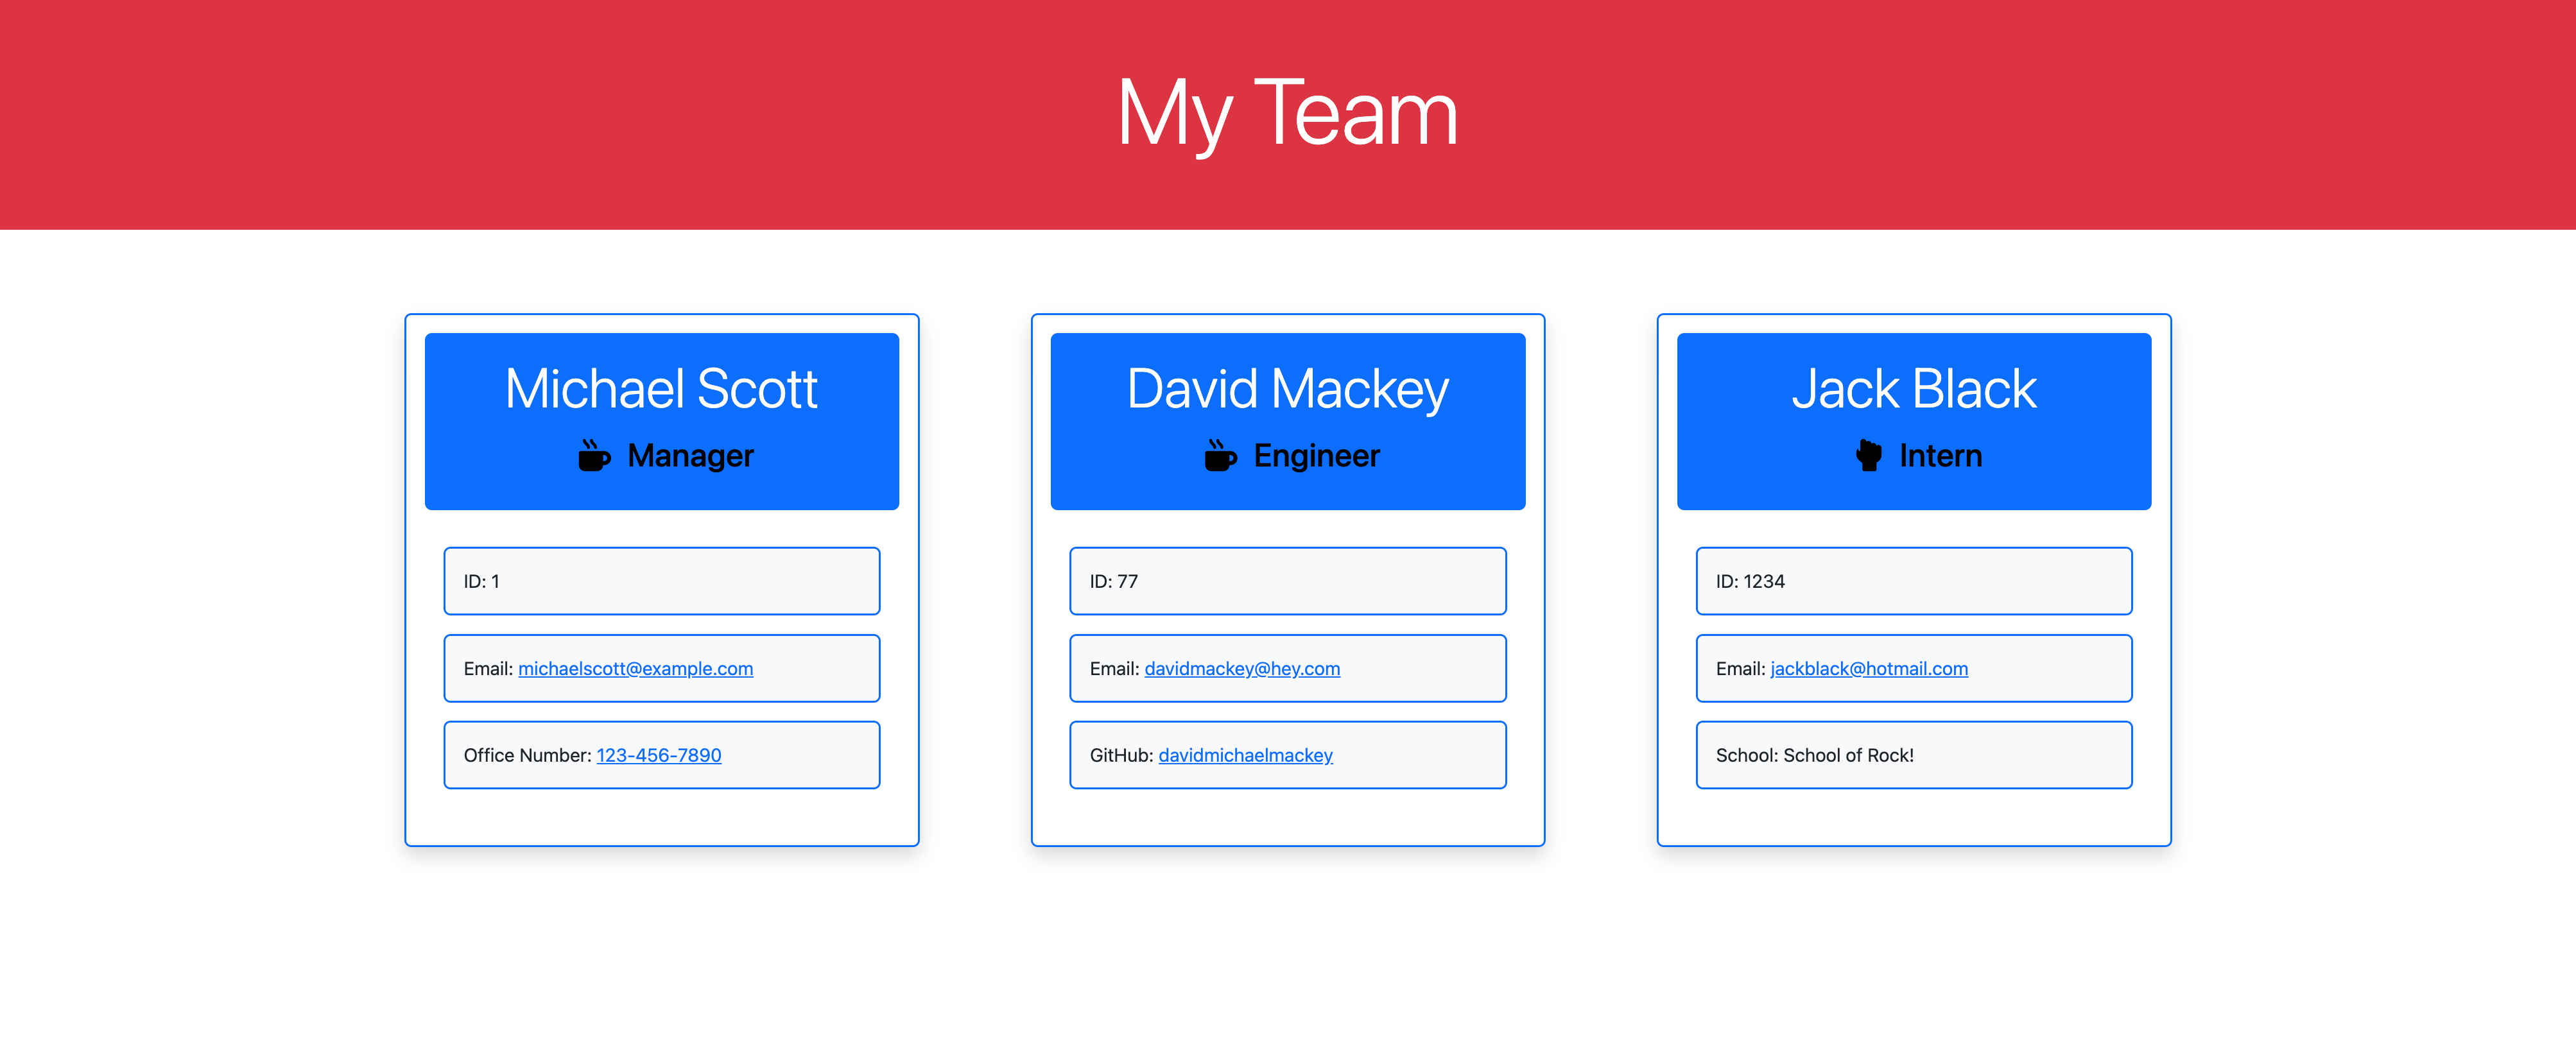 My Team
Michael Scott
Manager
ID: 1
Email: michaelscott@example.com
Office Number: 123-456-7890
David Mackey
Engineer
ID: 77
Email: davidmackey@hey.com
GitHub: davidmichaelmackey
Jack Black
Intern
ID: 1234
Email: jackblack@hotmail.com
School: School of Rock!